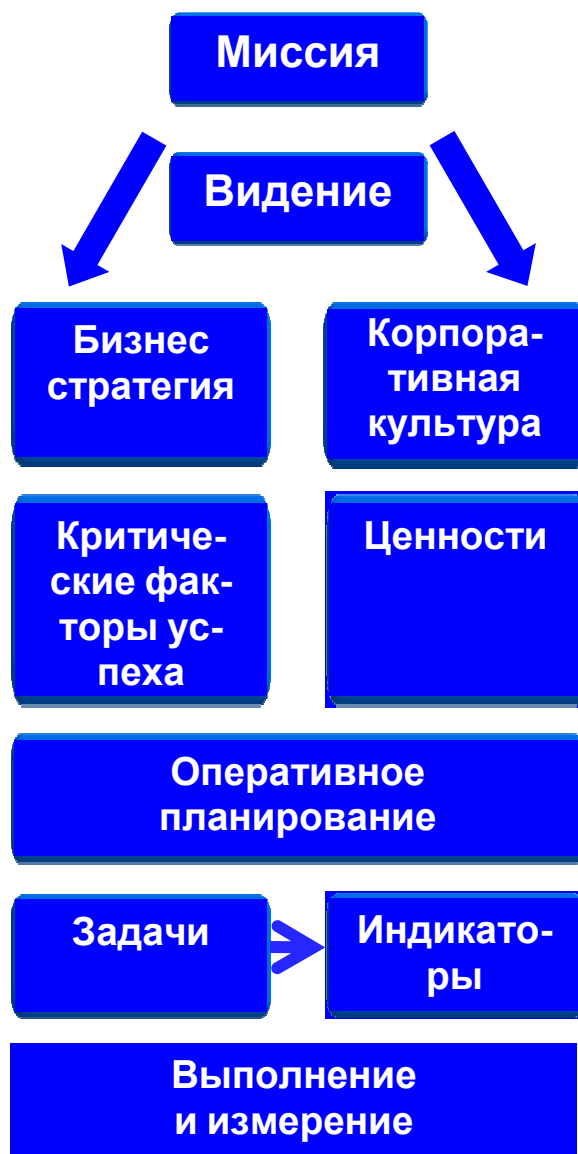 Миссия
Видение
Бизнес
стратегия
Корпора-
тивная
культура
Критиче-
ские фак-
торы ус-
пеха
Ценности
Оперативное
планирование
Задачи
Индикато-
ры
Выполнение
и измерение